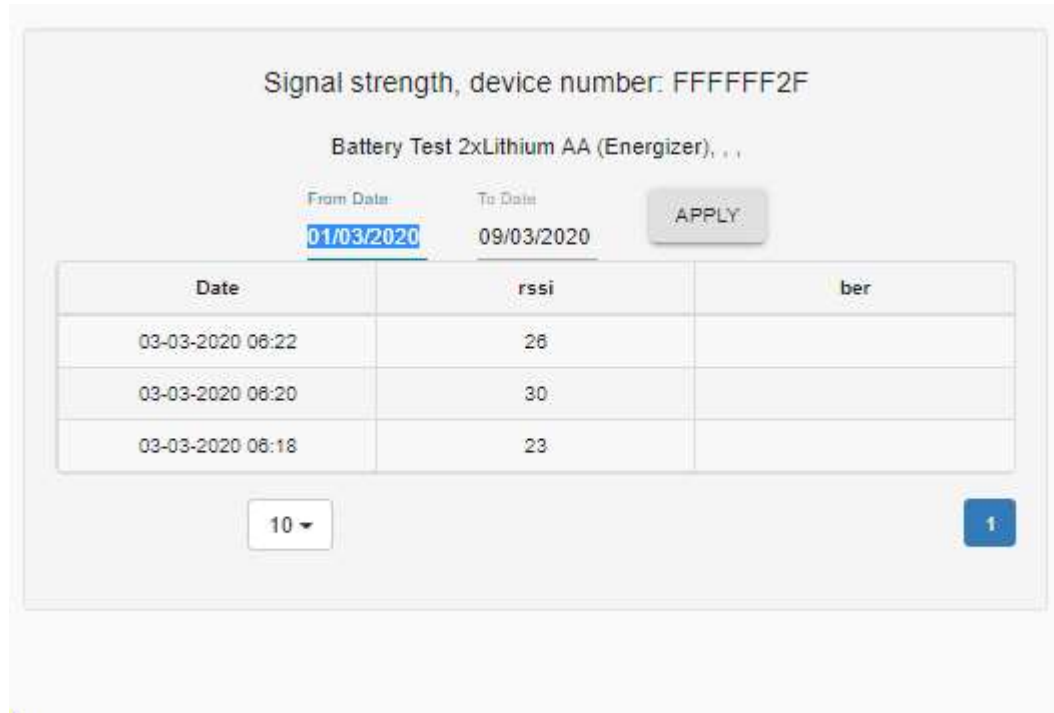 Signal strength, device number: FFFFFF2F
Battery Test 2xLithium AA (Energizer), , ,
From Date To Date
01/03/2020 09/03/2020 APPLY
Date rssi ber
03-03-2020 06:22 26
03-03-2020 06:20 30
03-03-2020 06:18 23
10 1